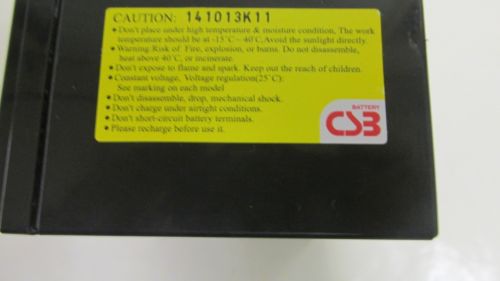 CAUTION: 141013K11
• Don't place under high temperature & moisture condition, The work
temperature should be at -15˚C~ 40˚C,Avoid the sunlight directly.
• Warning:Risk of Fire, explosion, or burns. Do not disassemble,
heat above 40˚C, or incinerate.
• Don't expose to flame and spark. Keep out the reach of children.
• Constant voltage, Voltage regulation(25˚C):
See marking on each model
• Don't disassemble, drop, mechanical shock.
• Don't charge under airtight conditions.
• Don't short-circuit battery terminals.
• Please recharge before use it.
BATTERY
CSB